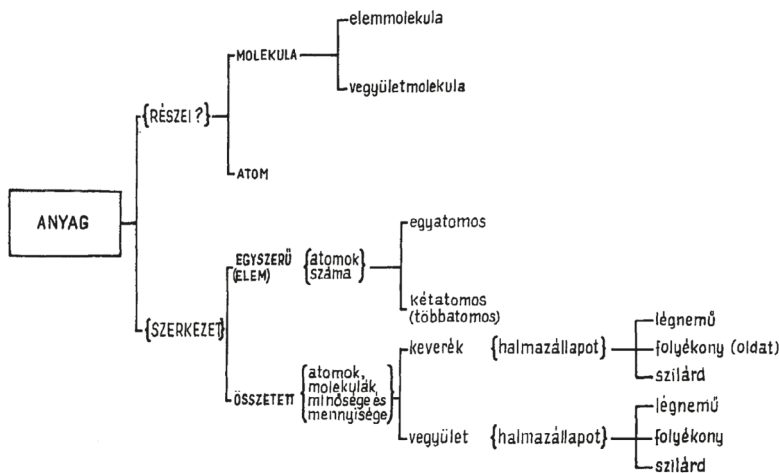 elemmolekula
MOLEKULA
vegyületmolekula
{RÉSZEI?}
ATOM
ANYAG
egyatomos
EGYSZERŰ
(ELEM)
{atomok
száma}
kétatomos
(többatomos)
{SZERKEZET}
légnemű
keverék {halmazállapot} folyékony (oldat)
szilárd
ÖSSZETETT
{atomok,
molekulák
minősége és
mennyisége}
légnemű
vegyület {halmazállapot} folyékony
szilárd